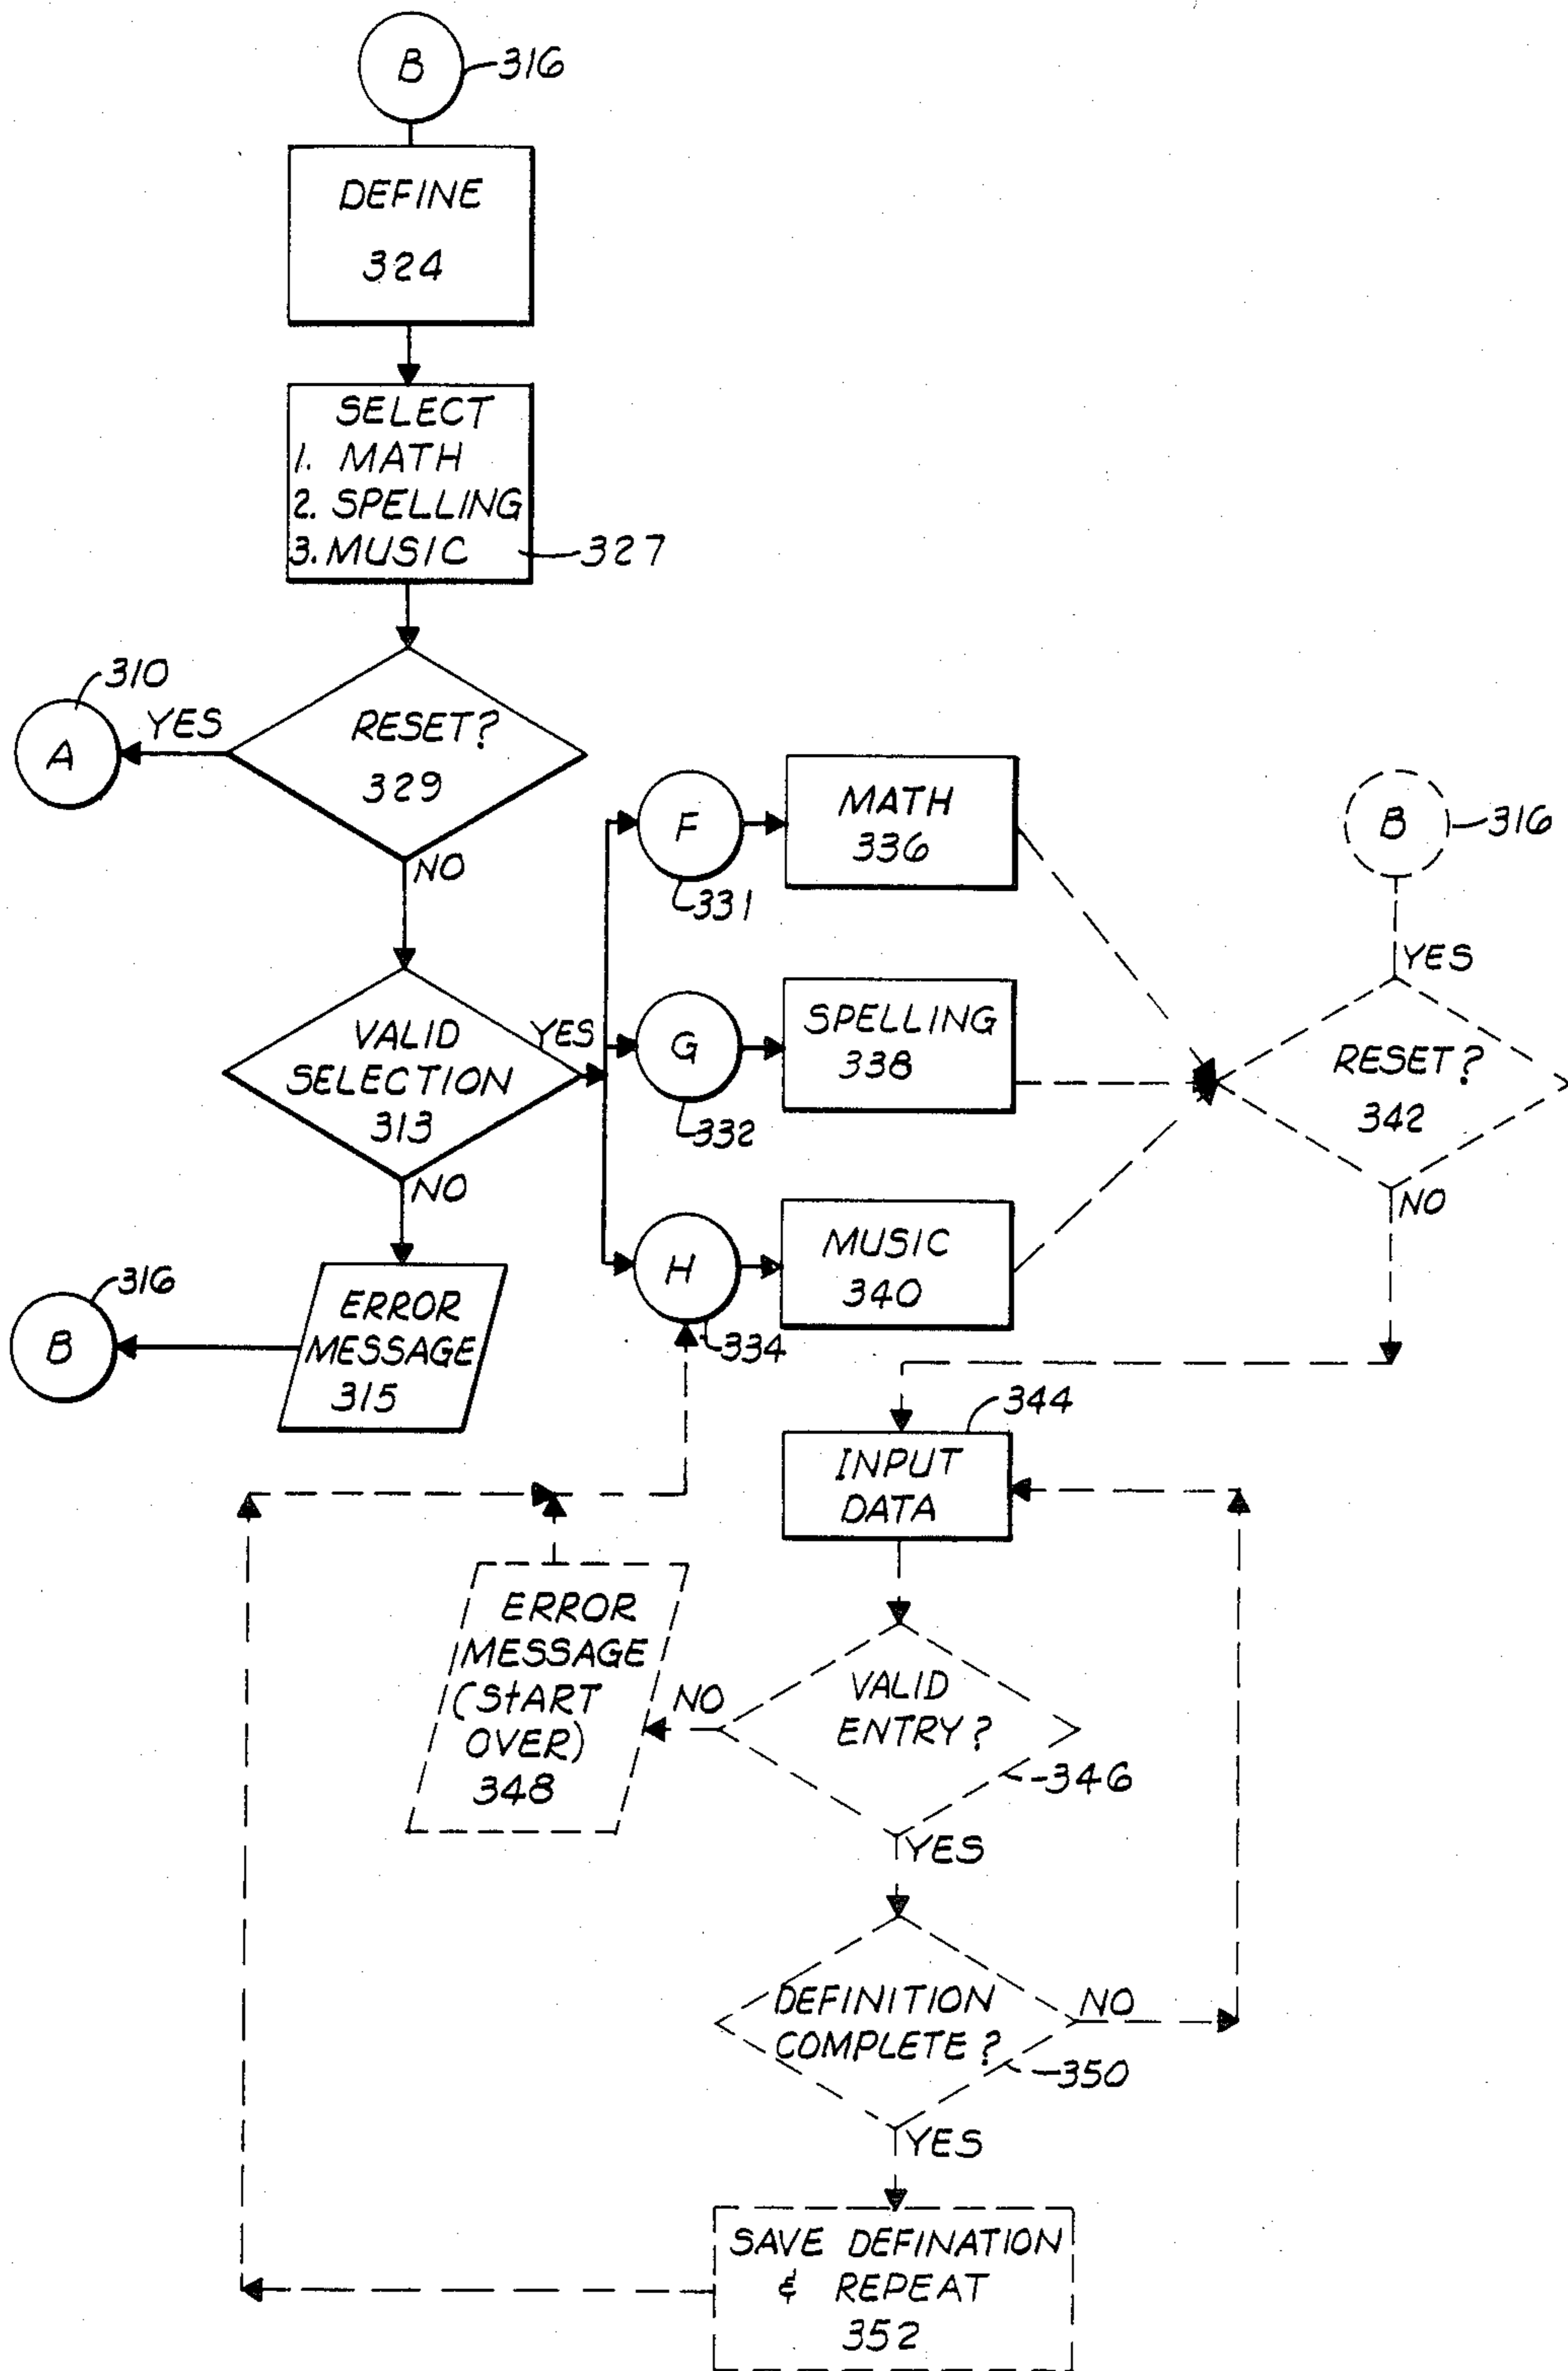 B
316
DEFINE
324
SELECT
1. MATH
2. SPELLING
3. MUSIC
327
310
A
YES
RESET?
329
NO
F
331
MATH
336
B
316
YES
VALID
SELECTION
313
YES
G
332
SPELLING
338
RESET?
342
NO
NO
H
334
MUSIC
340
316
B
ERROR
MESSAGE
315
344
INPUT
DATA
ERROR
MESSAGE
(StART
OVER)
348
NO
VALID
ENTRY?
346
YES
DEFINITION
COMPLETE?
350
NO
YES
SAVE DEFINATION
& REPEAT
352